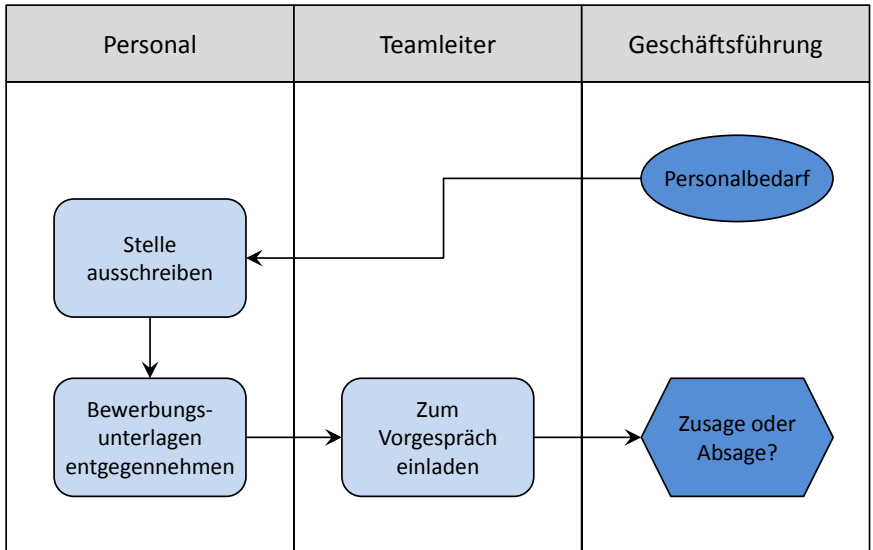 Personal
Teamleiter
Geschäftsführung
Personalbedarf
Stelle
ausschreiben
Bewerbungs-
unterlagen
entgegennehmen
Zum
Vorgespräch
einladen
Zusage oder
Absage?